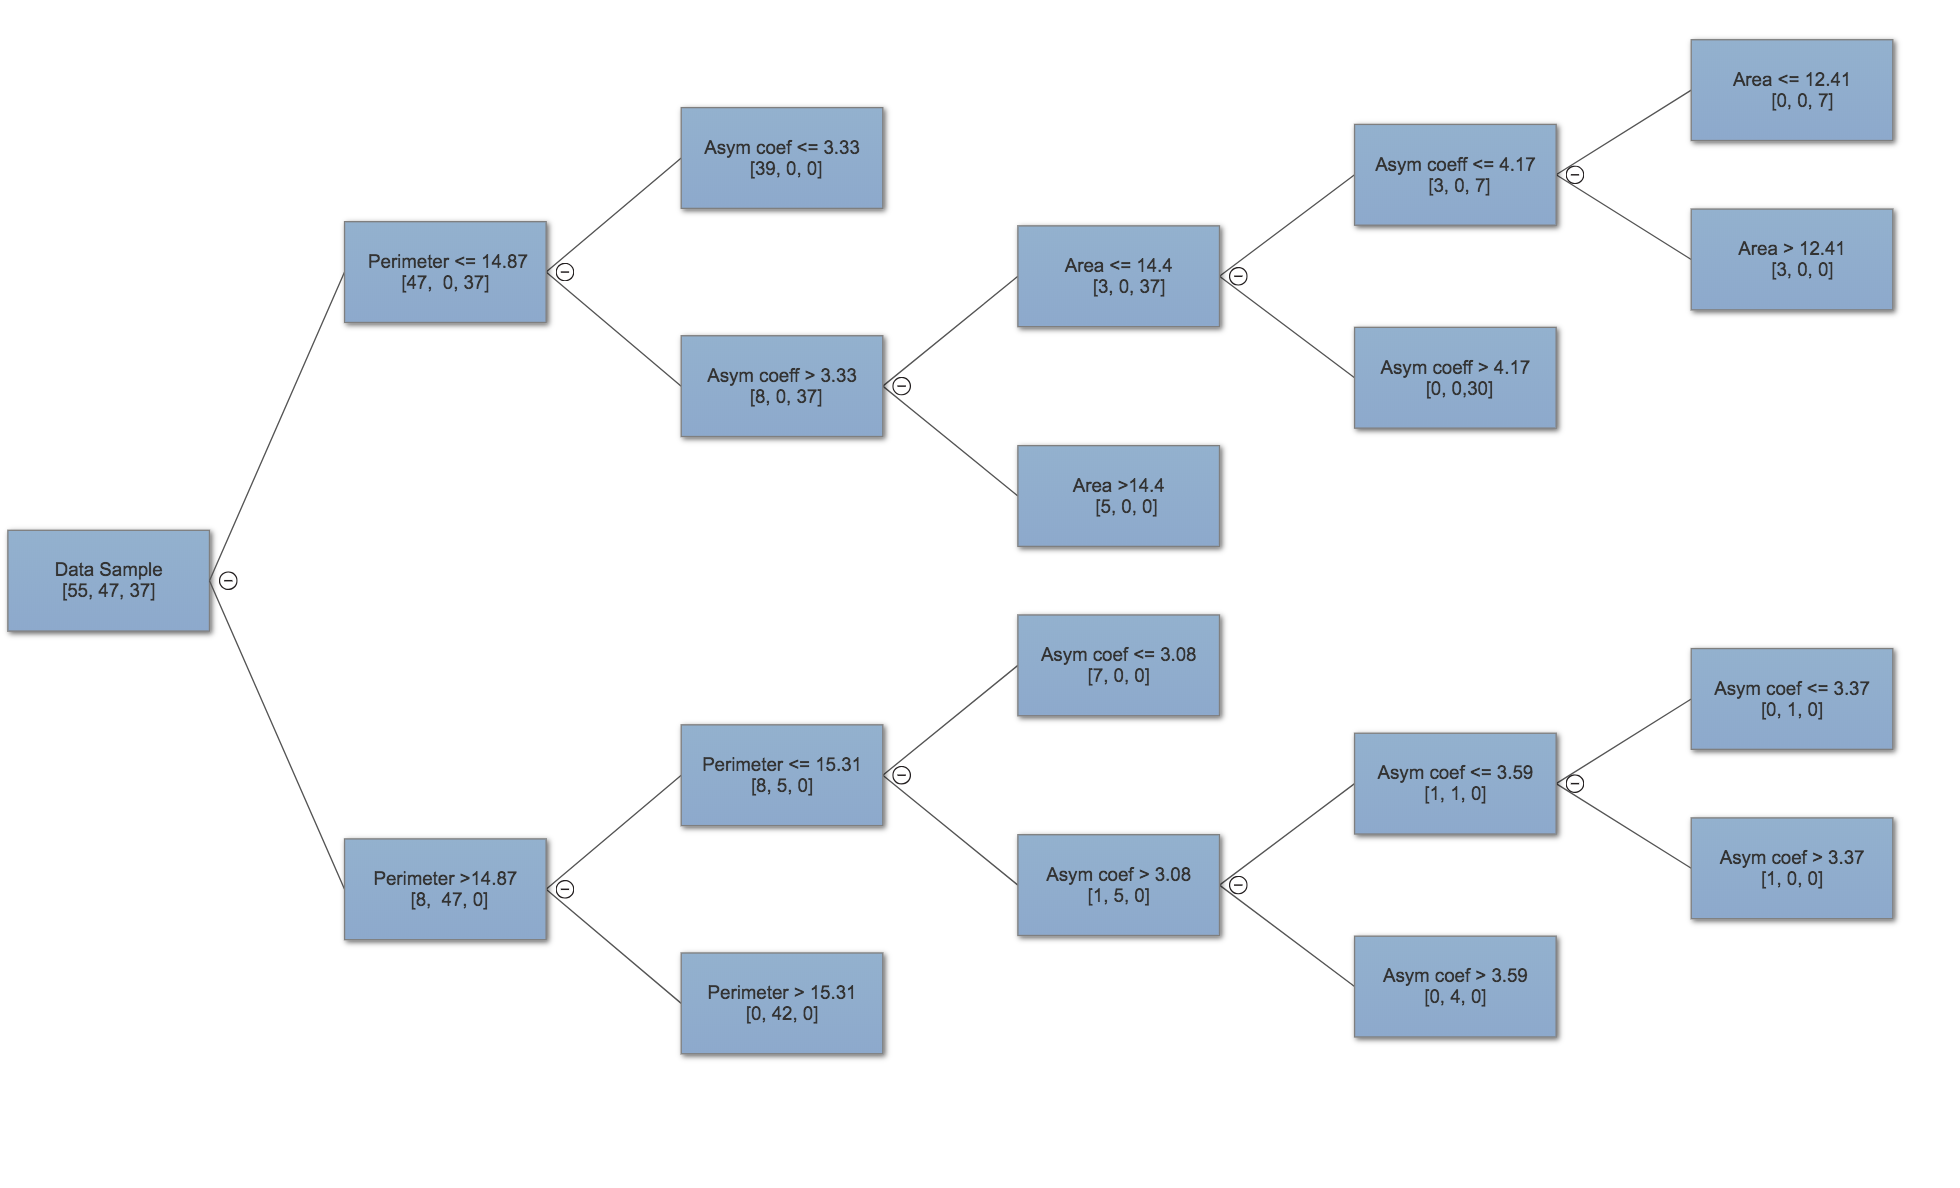 Data Sample
[55, 47, 37]
Perimeter <= 14.87
[47,  0, 37]
Asym coef <= 3.33
[39, 0, 0]
Asym coeff > 3.33
[8, 0, 37]
Area <= 14.4
[3, 0, 37]
Asym coeff <= 4.17
[3, 0, 7]
Area <= 12.41
[0, 0, 7]
Area > 12.41
[3, 0, 0]
Asym coeff > 4.17
[0, 0,30]
Area >14.4
[5, 0, 0]
Perimeter >14.87
[8,  47, 0]
Perimeter <= 15.31
[8, 5, 0]
Asym coef <= 3.08
[7, 0, 0]
Asym coef > 3.08
[1, 5, 0]
Asym coef <= 3.59
[1, 1, 0]
Asym coef <= 3.37
[0, 1, 0]
Asym coef > 3.37
[1, 0, 0]
Asym coef > 3.59
[0, 4, 0]
Perimeter > 15.31
[0, 42, 0]